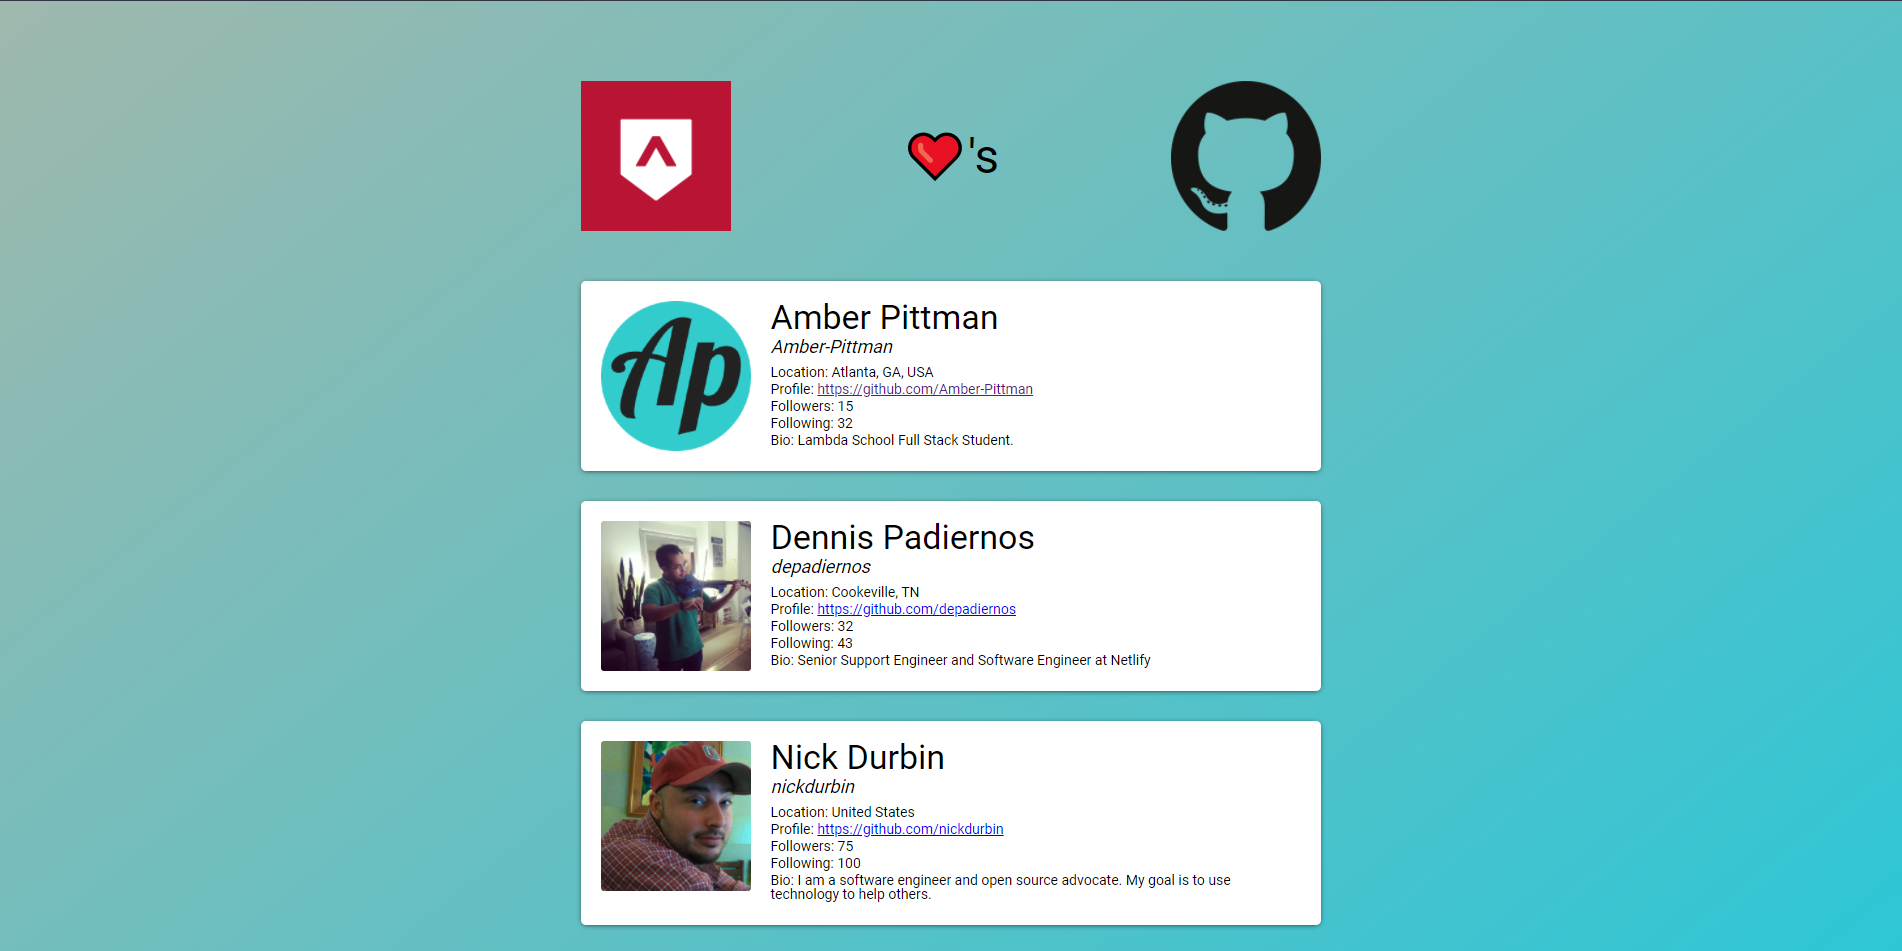 's
Ap
Amber Pittman
Amber-Pittman
Location: Atlanta, GA, USA
Profile: https://github.com/Amber-Pittman
Followers: 15
Following: 32
Bio: Lambda School Full Stack Student.
Dennis Padiernos
depadiernos
Location: Cookeville, TN
Profile: https://github.com/depadiernos
Followers: 32
Following: 43
Bio: Senior Support Engineer and Software Engineer at Netlify
Nick Durbin
nickdurbin
Location: United States
Profile: https://github.com/nickdurbin
Followers: 75
Following: 100
Bio: I am a software engineer and open source advocate. My goal is to use
technology to help others.